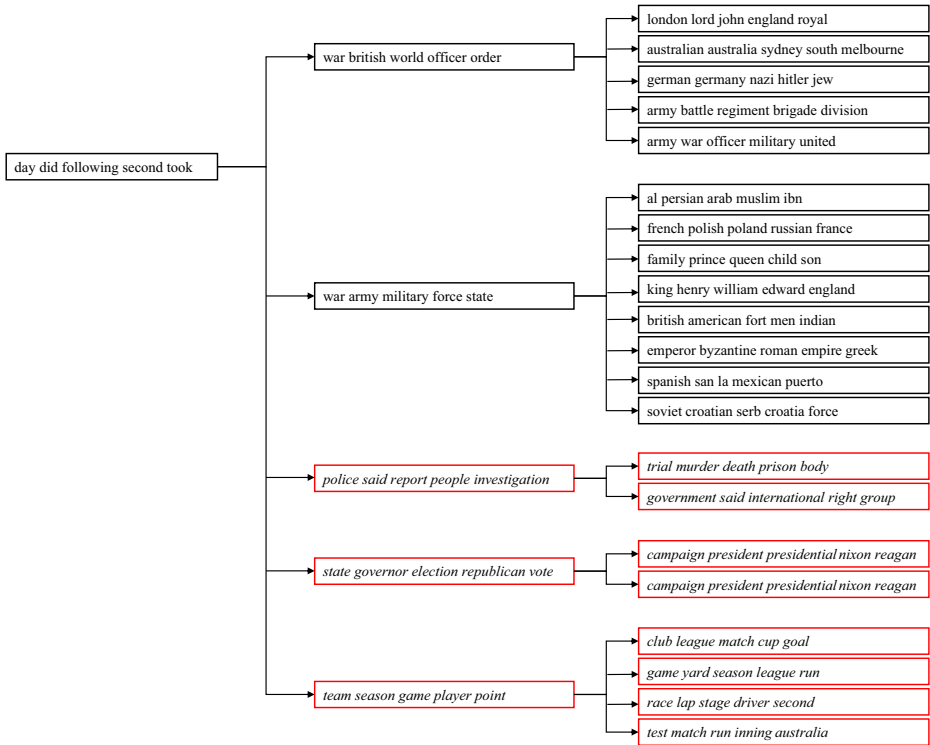 day did following second took
war british world officer order
london lord john england royal
australian australia sydney south melbourne
german germany nazi hitler jew
army battle regiment brigade division
army war officer military united
war army military force state
al persian arab muslim ibn
french polish poland russian france
family prince queen child son
king henry william edward england
british american fort men indian
emperor byzantine roman empire greek
spanish san la mexican puerto
soviet croatian serb croatia force
police said report people investigation
trial murder death prison body
government said international right group
state governor election republican vote
campaign president presidential nixon reagan
campaign president presidential nixon reagan
team season game player point
club league match cup goal
game yard season league run
race lap stage driver second
test match run inning australia